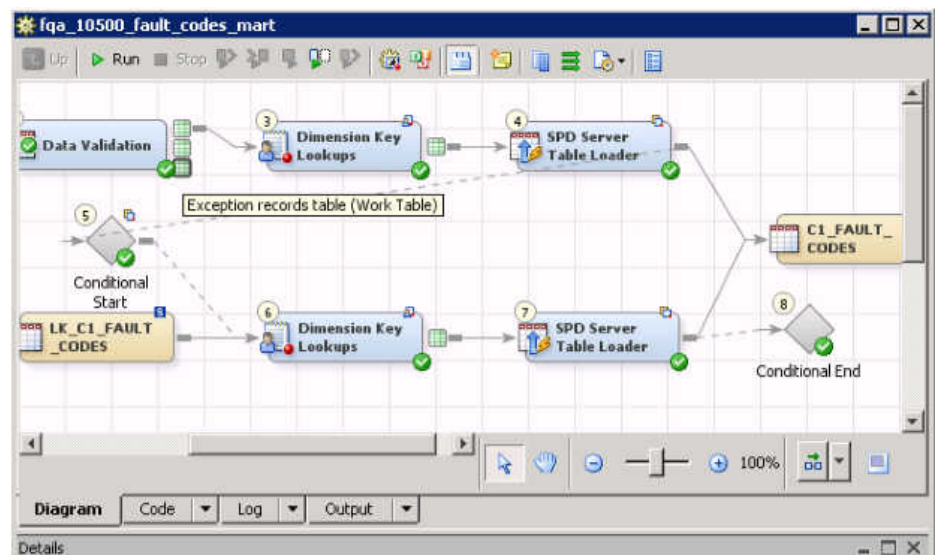 fqa_10500_fault_codes_mart
Up Run Stop
3
Dimension Key
Lookups
4
SPD Server
Table Loader
Data Validation
Exception records table (Work Table)
5
Conditional
Start
C1_FAULT_
CODES
LK_C1_FAULT
_CODES
6
Dimension Key
Lookups
7
SPD Server
Table Loader
8
Conditional End
100%
Diagram Code Log Output
Details